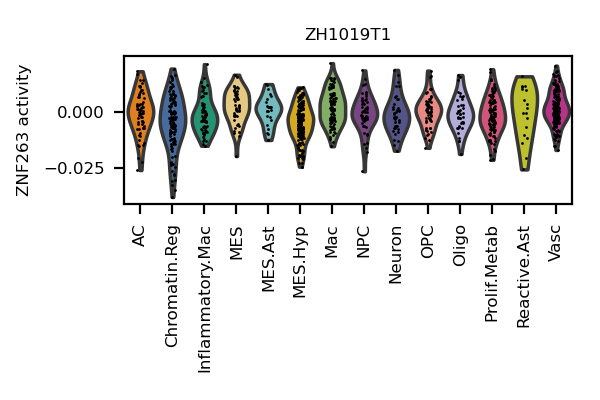 ZH1019T1
ZNF263 activity
0.000
−0.025
AC
Chromatin.Reg
Inflammatory.Mac
MES
MES.Ast
MES.Hyp
Mac
NPC
Neuron
OPC
Oligo
Prolif.Metab
Reactive.Ast
Vasc